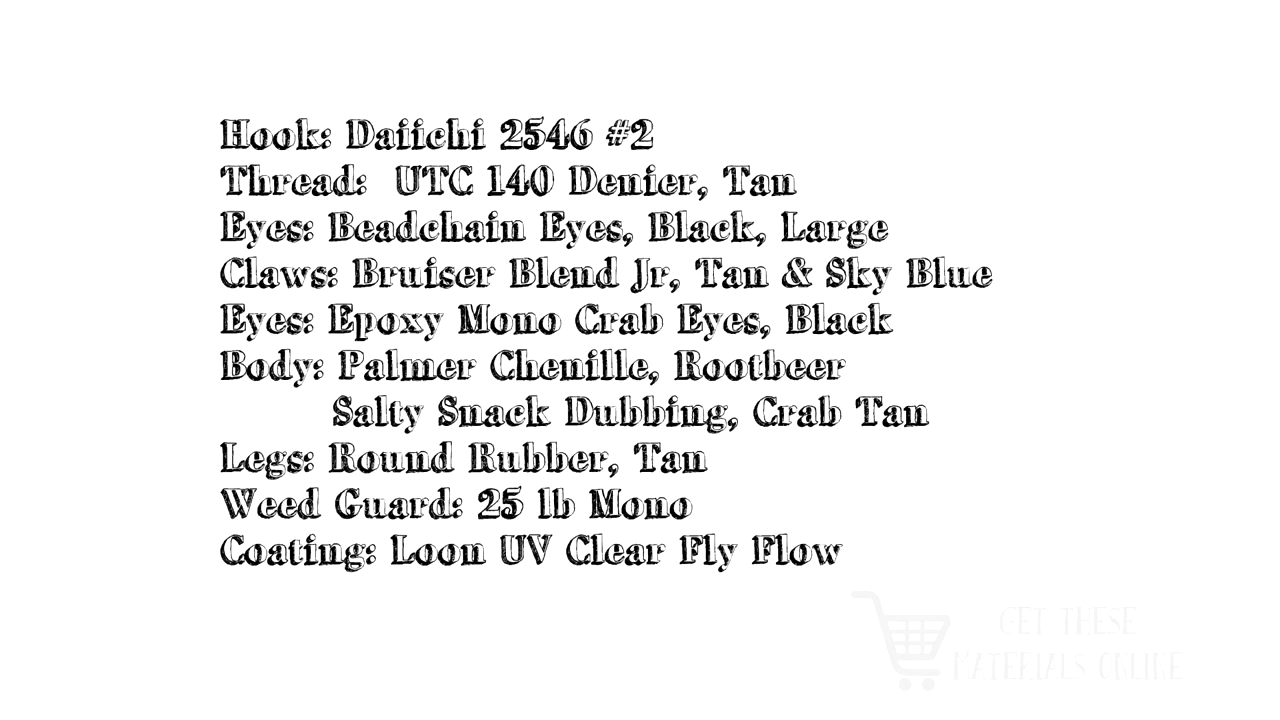 Hook: Daiichi 2546 #2
Thread: UTC 140 Denier, Tan
Eyes: Beadchain Eyes, Black, Large
Claws: Bruiser Blend Jr, Tan & Sky Blue
Eyes: Epoxy Mono Crab Eyes, Black
Body: Palmer Chenille, Rootbeer
Salty Snack Dubbing, Crab Tan
Legs: Round Rubber, Tan
Weed Guard: 25 lb Mono
Coating: Loon UV Clear Fly Flow
GET THESE
MATERIALS ONLINE